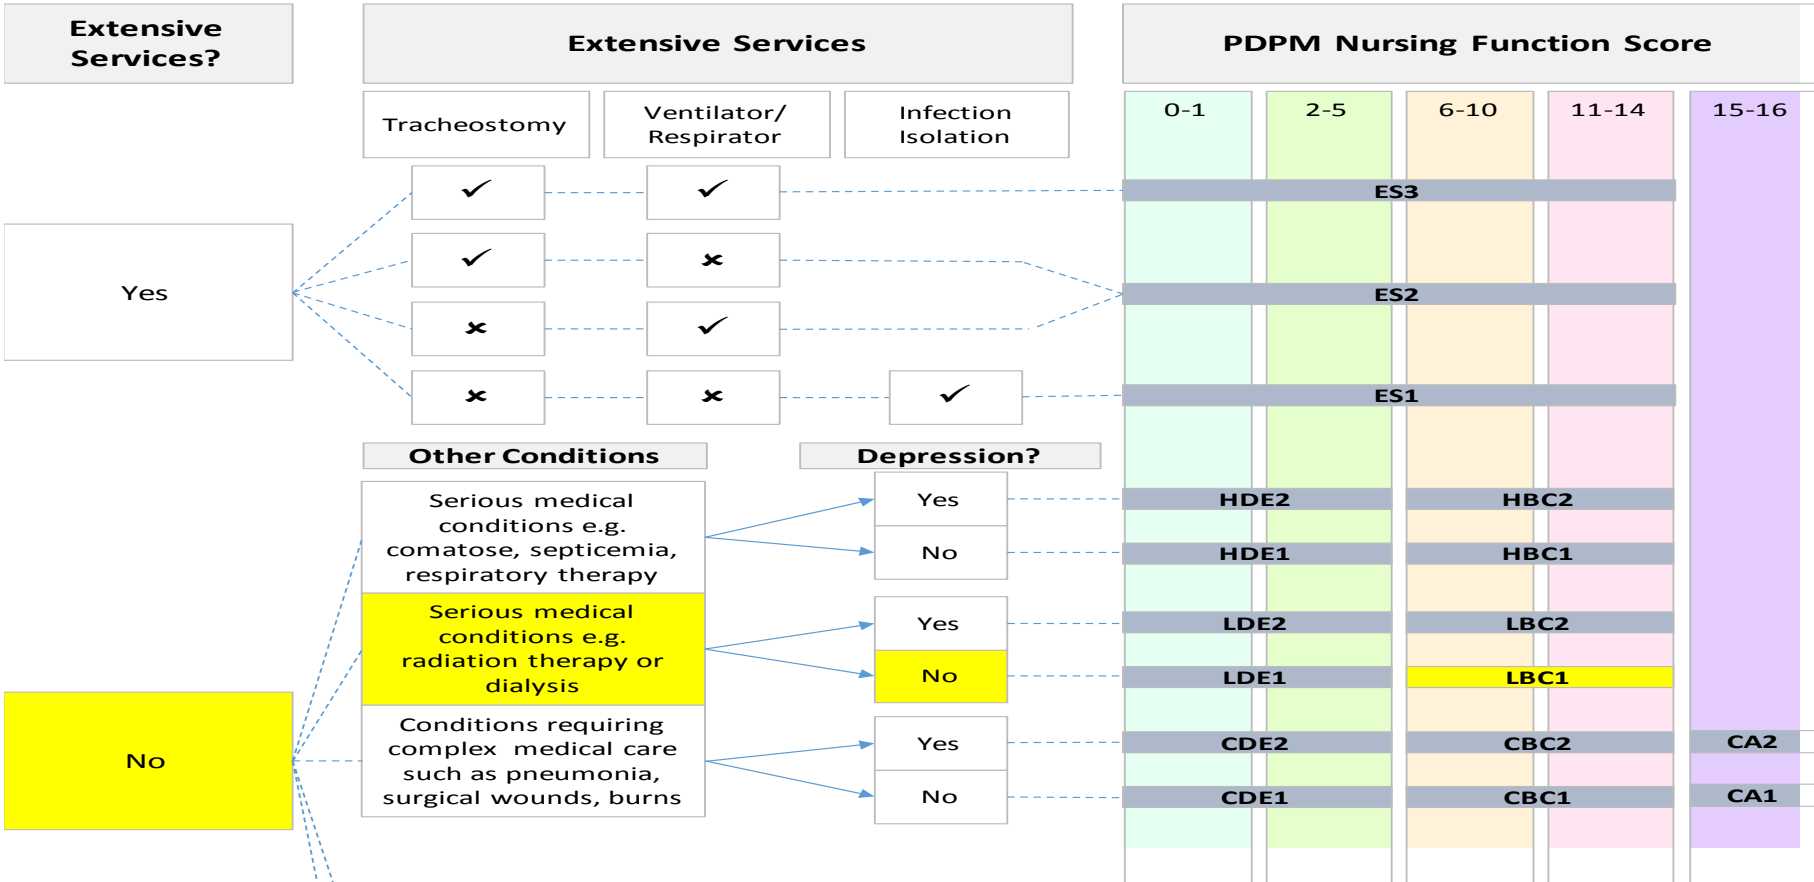 Extensive
Services?
Extensive Services
PDPM Nursing Function Score
Tracheostomy
Ventilator/
Respirator
Infection
Isolation
0-1
2-5
6-10
11-14
15-16
✓
✓
ES3
✓
×
Yes
ES2
×
✓
×
×
✓
ES1
Other Conditions
Depression?
Serious medical
conditions e.g.
comatose, septicemia,
respiratory therapy
Yes
HDE2
HBC2
No
HDE1
HBC1
Serious medical
conditions e.g.
radiation therapy or
dialysis
Yes
LDE2
LBC2
No
LDE1
LBC1
No
Conditions requiring
complex medical care
such as pneumonia,
surgical wounds, burns
Yes
CDE2
CBC2
CA2
No
CDE1
CBC1
CA1